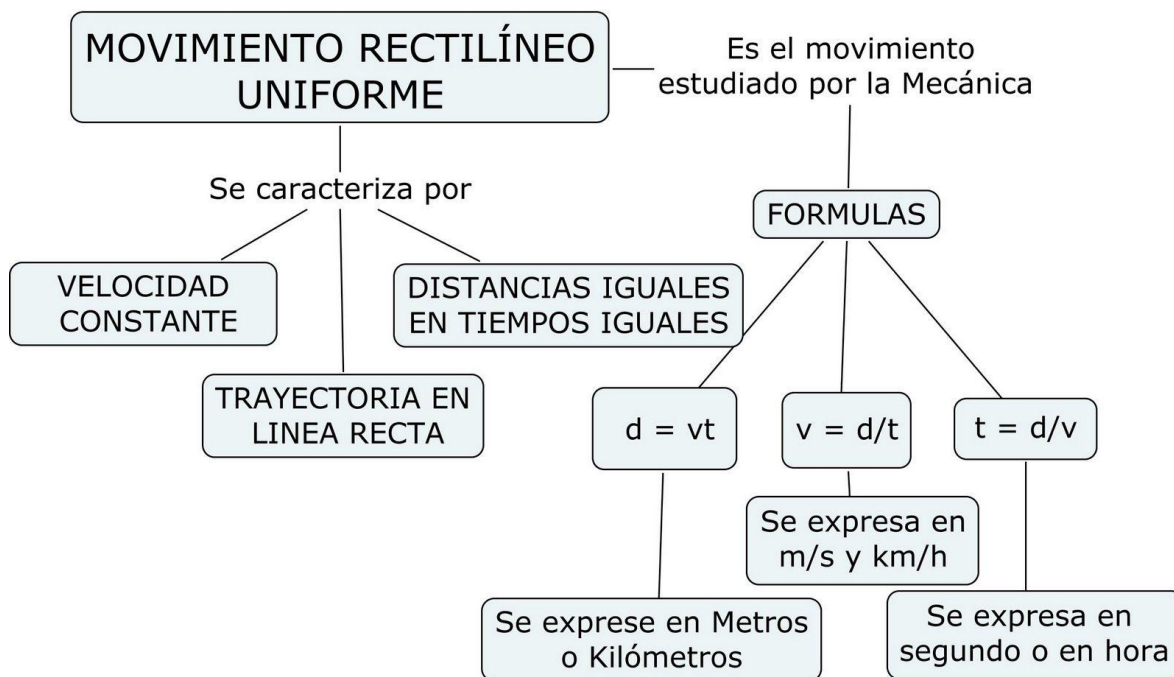 MOVIMIENTO RECTILÍNEO
UNIFORME
Es el movimiento
estudiado por la Mecánica
Se caracteriza por
FORMULAS
VELOCIDAD
CONSTANTE
DISTANCIAS IGUALES
EN TIEMPOS IGUALES
TRAYECTORIA EN
LINEA RECTA
d = vt
v = d/t
t = d/v
Se expresa en
m/s y km/h
Se exprese en Metros
o Kilómetros
Se expresa en
segundo o en hora